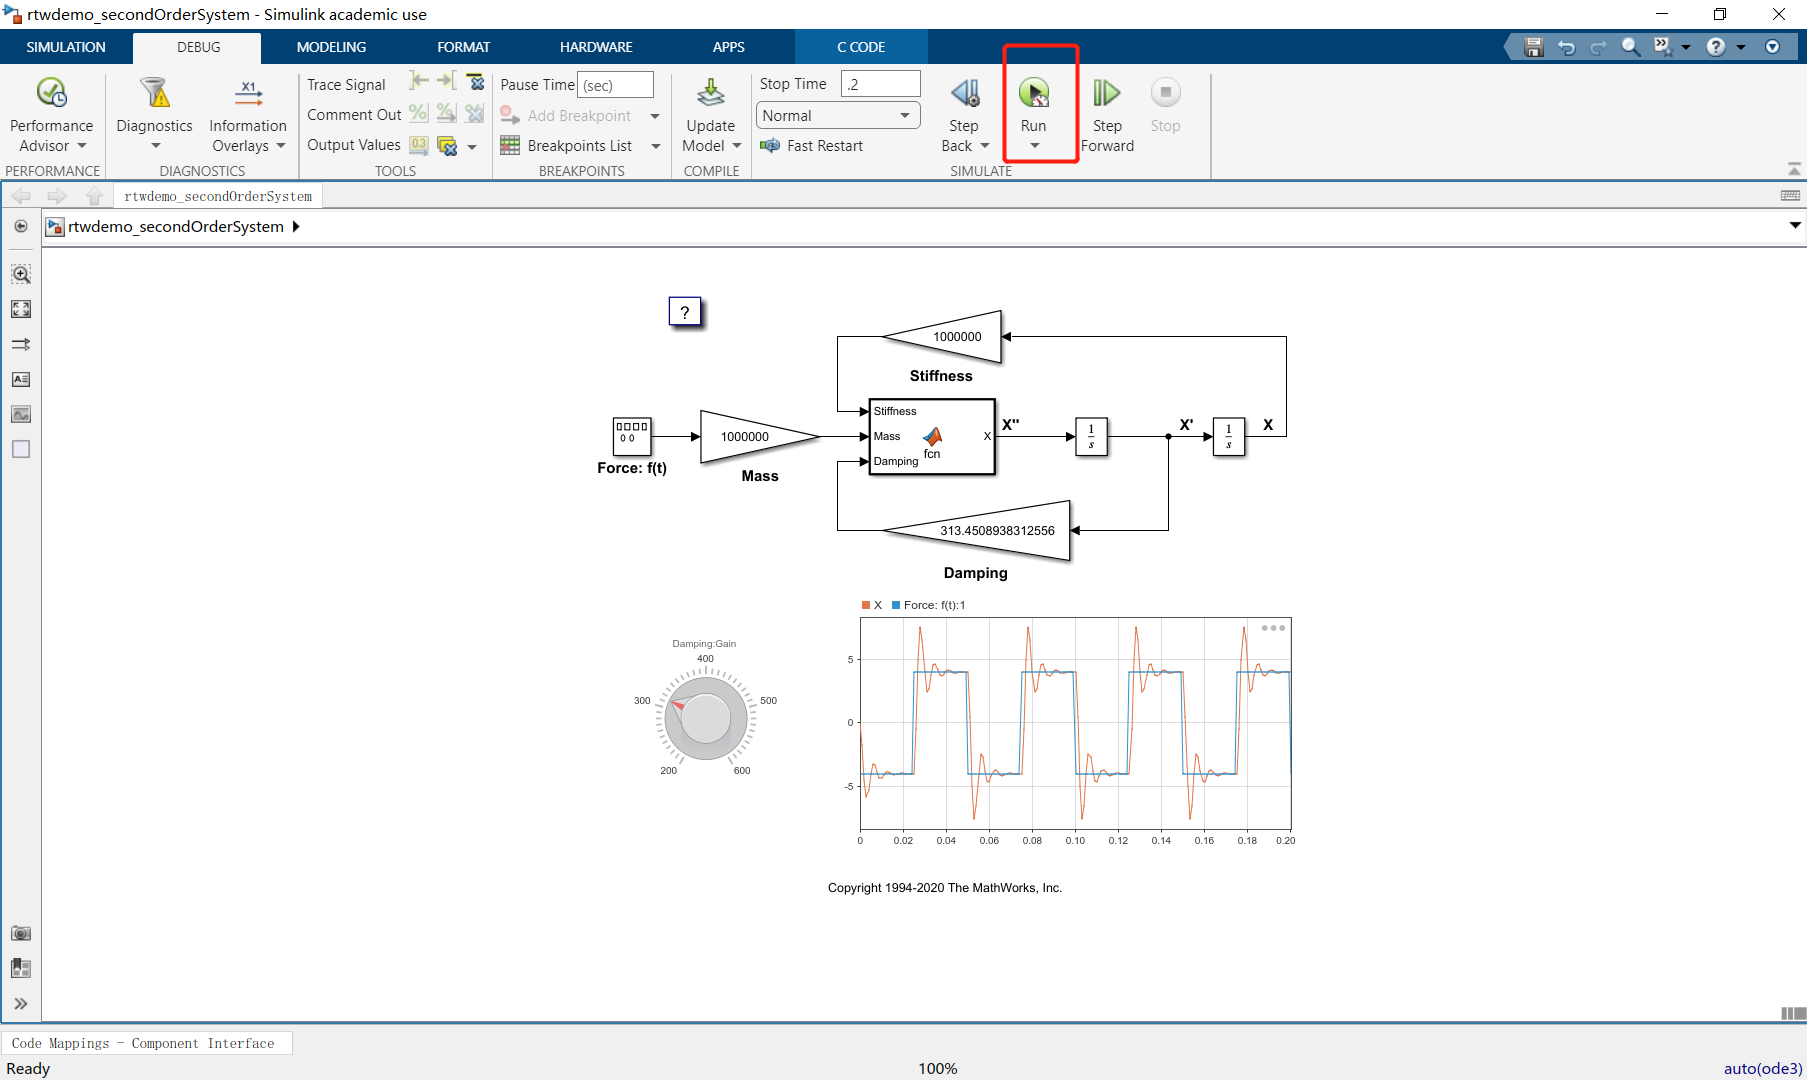 rtwdemo_secondOrderSystem - Simulink academic use
SIMULATION DEBUG MODELING FORMAT HARDWARE APPS C CODE
Performance Advisor
PERFORMANCE
Diagnostics
Information Overlays
DIAGNOSTICS
Trace Signal
Comment Out
Output Values
TOOLS
Pause Time (sec)
Add Breakpoint
Breakpoints List
BREAKPOINTS
Update Model
COMPILE
Stop Time .2
Normal
Fast Restart
Step Back
Run
Step Forward
Stop
SIMULATE
rtwdemo_secondOrderSystem
rtwdemo_secondOrderSystem
?
1000000
Stiffness
Force: f(t)
1000000
Mass
Stiffness
Mass
Damping
fcn
X
X''
1
s
X'
1
s
X
313.4508938312556
Damping
X Force: f(t):1
5
0
-5
0 0.02 0.04 0.06 0.08 0.10 0.12 0.14 0.16 0.18 0.20
Damping:Gain
400
300 500
200 600
Copyright 1994-2020 The MathWorks, Inc.
Code Mappings - Component Interface
Ready 100% auto(ode3)